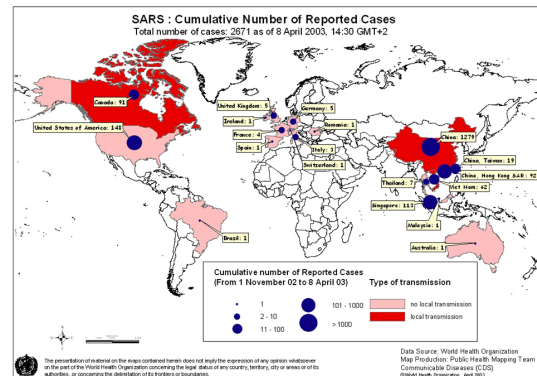 SARS : Cumulative Number of Reported Cases
Total number of cases: 2671 as of 8 April 2003, 14:30 GMT+2
Canada: 91
United States of America: 148
United Kingdom: 5
Germany: 5
Ireland: 1
Romania: 1
France: 4
Spain: 1
Italy: 3
Switzerland: 1
China: 1279
China, Taiwan: 19
China, Hong Kong SAR: 92
Thailand: 7
Viet Nam: 62
Singapore: 113
Malaysia: 1
Brazil: 1
Australia: 1
Cumulative number of Reported Cases
(From 1 November 02 to 8 April 03)
Type of transmission
1
2 - 10
11 - 100
101 - 1000
> 1000
no local transmission
local transmission
The presentation of material on the maps contained herein does not imply the expression of any opinion whatsoever
on the part of the World Health Organization concerning the legal status of any country, territory, city or areas or of its
authorities, or concerning the delimitation of its frontiers or boundaries.
Data Source: World Health Organization
Map Production: Public Health Mapping Team
Communicable Diseases (CDS)
©World Health Organization, April 2003